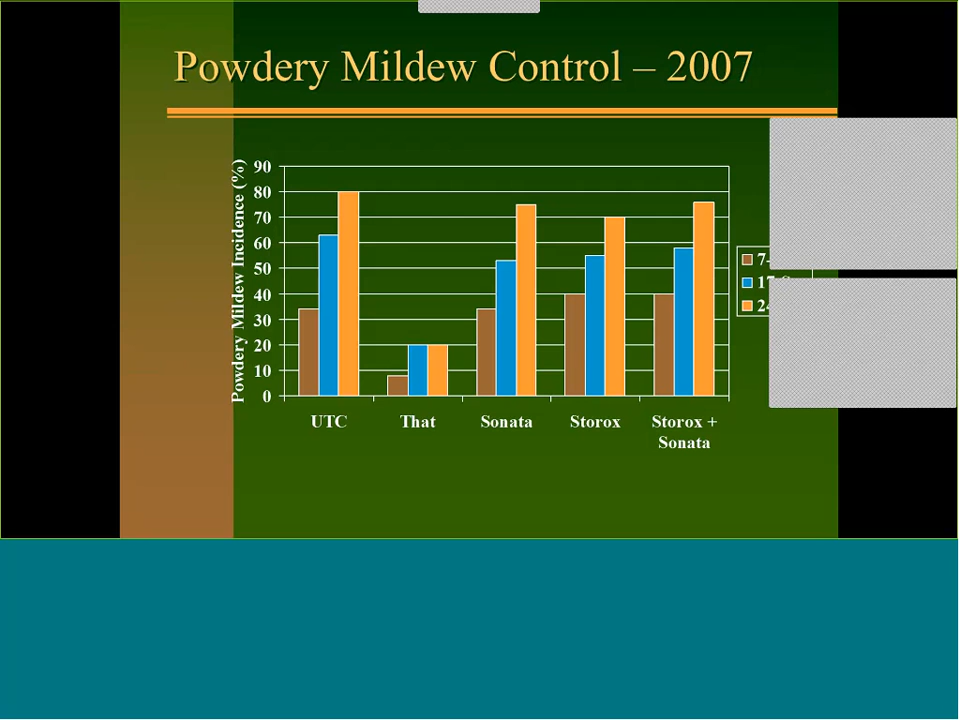 Powdery Mildew Control – 2007
Powdery Mildew Incidence (%)
90
80
70
60
50
40
30
20
10
0
UTC
That
Sonata
Storox
Storox +
Sonata